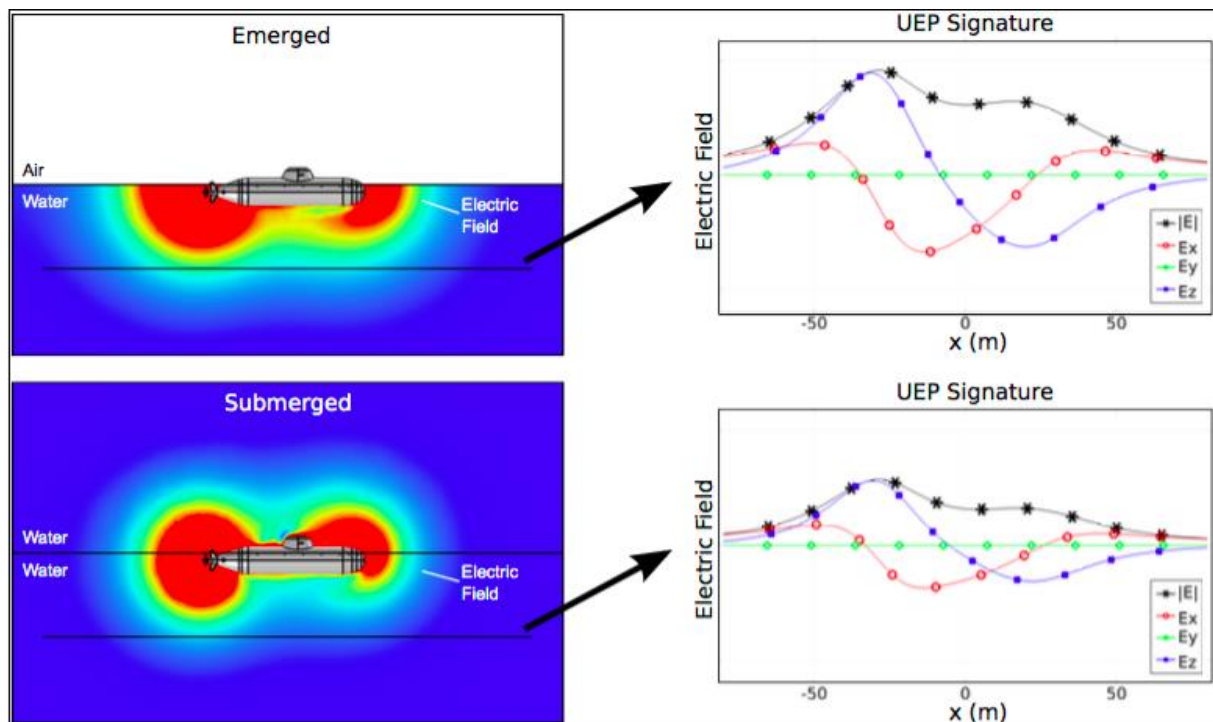 Emerged
Air
Water
Electric
Field
UEP Signature
Electric Field
|E|
Ex
Ey
Ez
-50
0
50
x (m)
Submerged
Water
Water
Electric
Field
UEP Signature
Electric Field
|E|
Ex
Ey
Ez
-50
0
50
x (m)